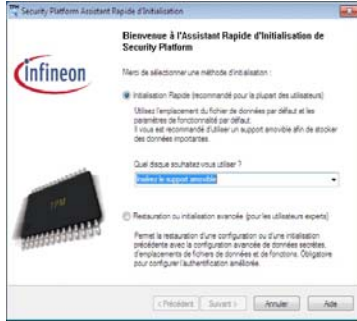 Security Platform Assistant Rapide d'Initialisation
Bienvenue à l'Assistant Rapide d'Initialisation de
Security Platform
infineon
Merci de sélectionner une méthode d'initialisation :
Initialisation Rapide (recommandé pour la plupart des utilisateurs)
Utilisez l'emplacement du fichier de données par défaut et les
paramètres de fonctionnalité par défaut.
Il vous est recommandé d'utiliser un support amovible afin de stocker
des données importantes.
Quel disque souhaitez-vous utiliser ?
Insérez le support amovible
TPM
Restauration ou initialisation avancée (pour les utilisateurs experts)
Permet la restauration d'une configuration ou d'une initialisation
précédente avec la configuration avancée de données secrètes,
d'emplacements de fichiers de données et de fonctions. Obligatoire
pour configurer l'authentification améliorée.
< Précédent
Suivant >
Annuler
Aide